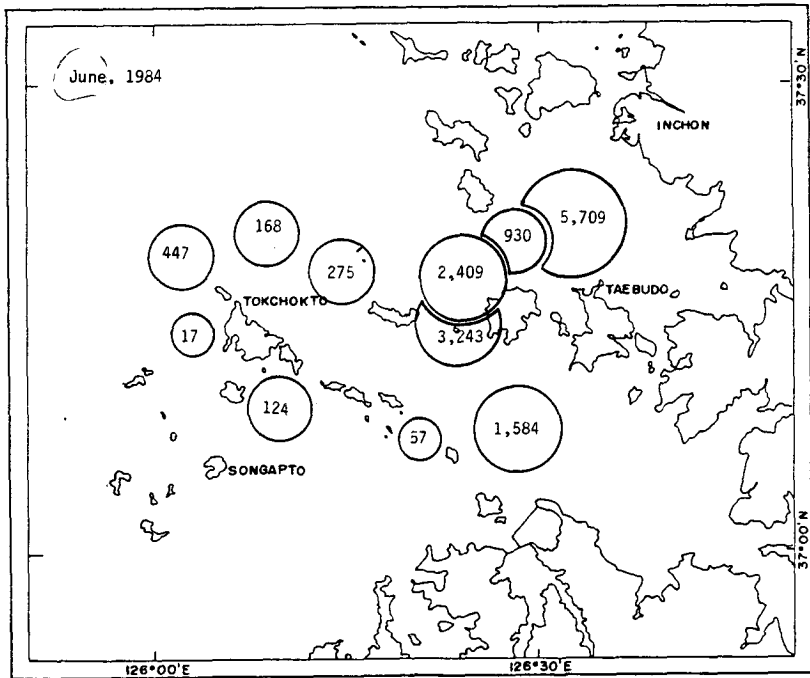 June, 1984
37°30' N
INCHON
5,709
168
930
447
275
2,409
TAEBUDO
TOKCHOKTO
17
3,243
124
1,584
57
SONGAPTO
37°00' N
126°00'E
126°30'E